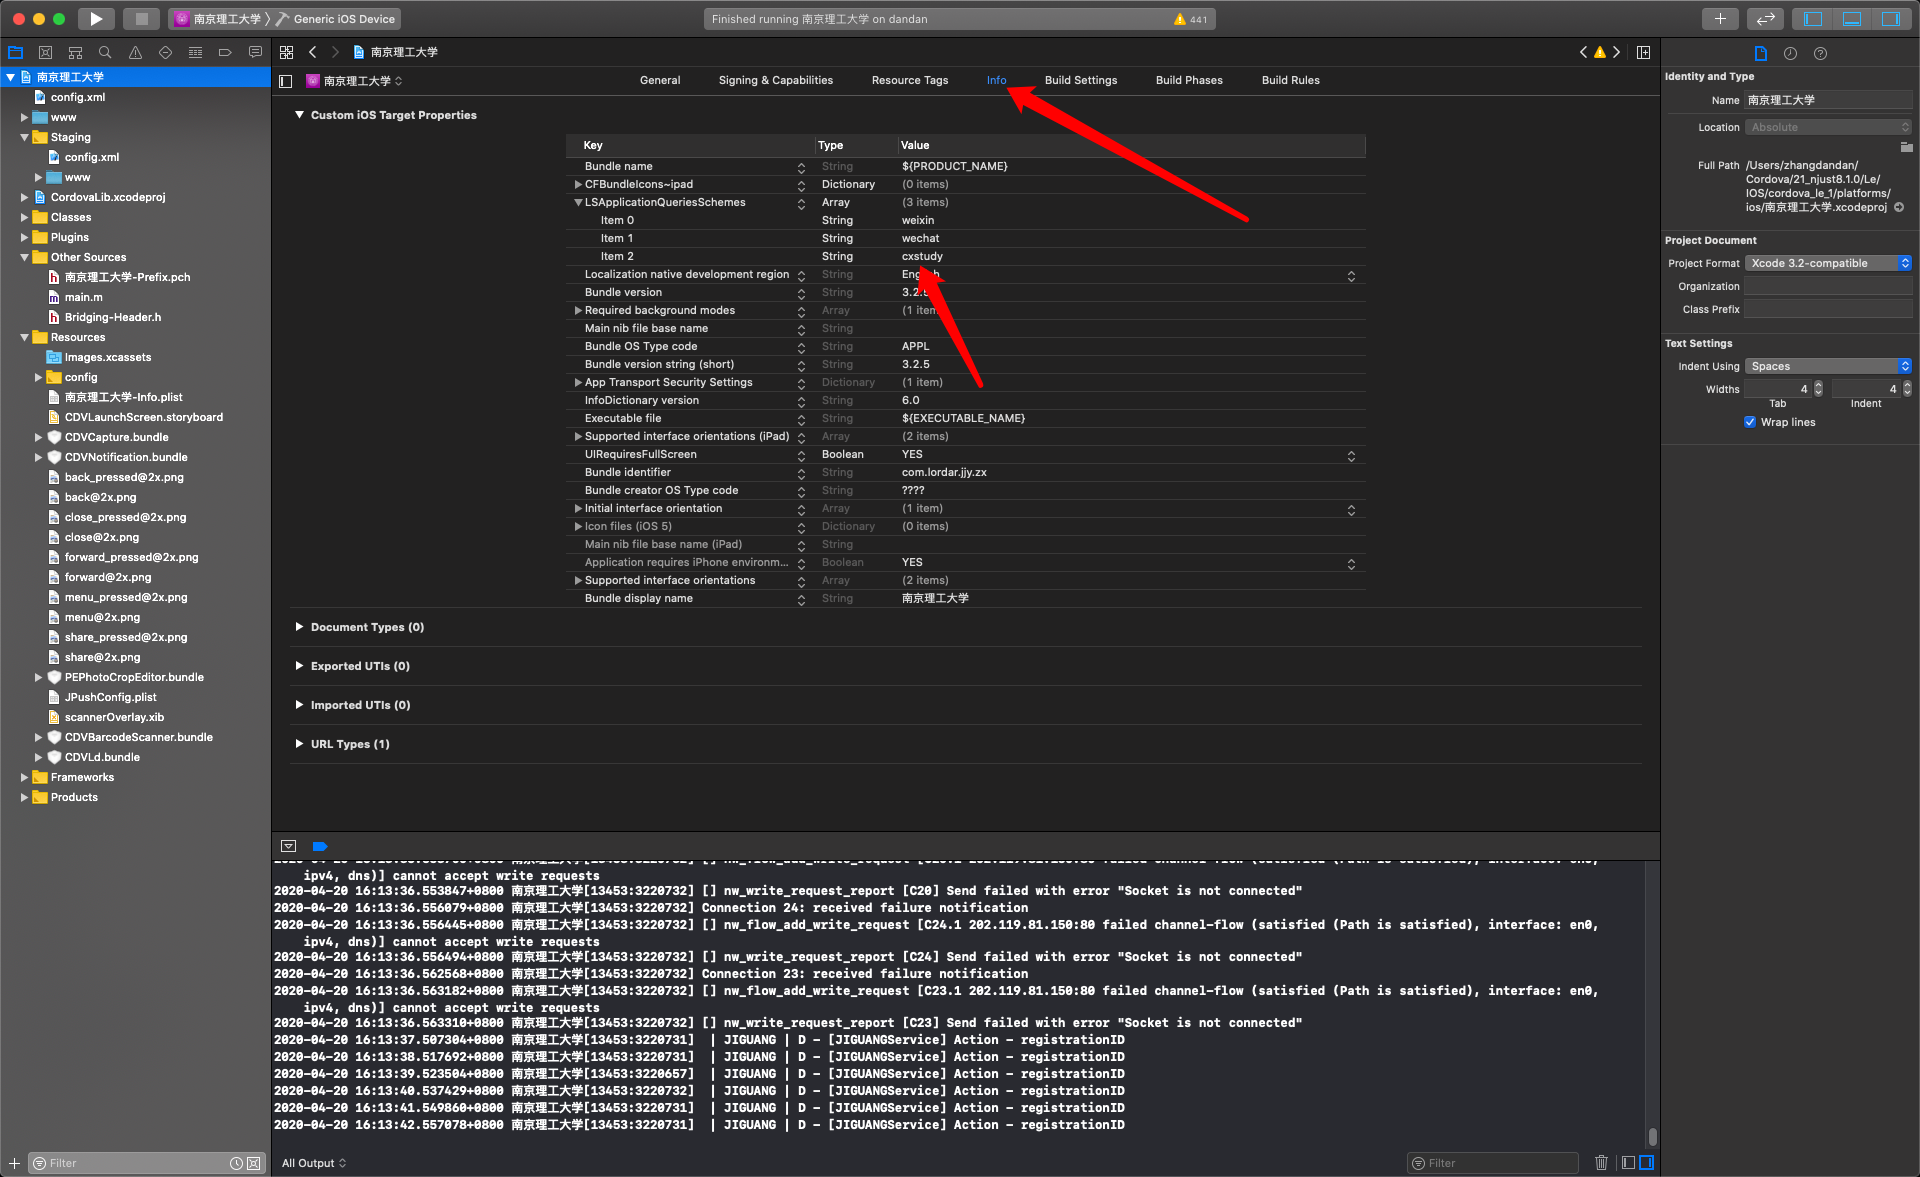 南京理工大学 〉 Generic iOS Device
Finished running 南京理工大学 on dandan
441
南京理工大学
config.xml
www
Staging
config.xml
www
CordovaLib.xcodeproj
Classes
Plugins
Other Sources
南京理工大学-Prefix.pch
main.m
Bridging-Header.h
Resources
Images.xcassets
config
南京理工大学-Info.plist
CDVLaunchScreen.storyboard
CDVCapture.bundle
CDVNotification.bundle
back_pressed@2x.png
back@2x.png
close_pressed@2x.png
close@2x.png
forward_pressed@2x.png
forward@2x.png
menu_pressed@2x.png
menu@2x.png
share_pressed@2x.png
share@2x.png
PEPhotoCropEditor.bundle
JPushConfig.plist
scannerOverlay.xib
CDVBarcodeScanner.bundle
CDVLd.bundle
Frameworks
Products
Filter
南京理工大学
南京理工大学
General Signing & Capabilities Resource Tags Info Build Settings Build Phases Build Rules
Custom iOS Target Properties
Key Type Value
Bundle name String ${PRODUCT_NAME}
CFBundleIcons~ipad Dictionary (0 items)
LSApplicationQueriesSchemes Array (3 items)
Item 0 String weixin
Item 1 String wechat
Item 2 String cxstudy
Localization native development region String
Bundle version String 3.2.5
Required background modes Array (1 item)
Main nib file base name String
Bundle OS Type code String APPL
Bundle version string (short) String 3.2.5
App Transport Security Settings Dictionary (1 item)
InfoDictionary version String 6.0
Executable file String ${EXECUTABLE_NAME}
Supported interface orientations (iPad) Array (2 items)
UIRequiresFullScreen Boolean YES
Bundle identifier String com.lordar.jjy.zx
Bundle creator OS Type code String ????
Initial interface orientation Array (1 item)
Icon files (iOS 5) Dictionary (0 items)
Main nib file base name (iPad) String
Application requires iPhone environm... Boolean YES
Supported interface orientations Array (2 items)
Bundle display name String 南京理工大学
Document Types (0)
Exported UTIs (0)
Imported UTIs (0)
URL Types (1)
ipv4, dns)] cannot accept write requests
2020-04-20 16:13:36.553847+0800 南京理工大学[13453:3220732] [] nw_write_request_report [C20] Send failed with error "Socket is not connected"
2020-04-20 16:13:36.556079+0800 南京理工大学[13453:3220732] Connection 24: received failure notification
2020-04-20 16:13:36.556445+0800 南京理工大学[13453:3220732] [] nw_flow_add_write_request [C24.1 202.119.81.150:80 failed channel-flow (satisfied (Path is satisfied), interface: en0,
ipv4, dns)] cannot accept write requests
2020-04-20 16:13:36.556494+0800 南京理工大学[13453:3220732] [] nw_write_request_report [C24] Send failed with error "Socket is not connected"
2020-04-20 16:13:36.562568+0800 南京理工大学[13453:3220732] Connection 23: received failure notification
2020-04-20 16:13:36.563182+0800 南京理工大学[13453:3220732] [] nw_flow_add_write_request [C23.1 202.119.81.150:80 failed channel-flow (satisfied (Path is satisfied), interface: en0,
ipv4, dns)] cannot accept write requests
2020-04-20 16:13:36.563310+0800 南京理工大学[13453:3220732] [] nw_write_request_report [C23] Send failed with error "Socket is not connected"
2020-04-20 16:13:37.507304+0800 南京理工大学[13453:3220731] | JIGUANG | D - [JIGUANGService] Action - registrationID
2020-04-20 16:13:38.517692+0800 南京理工大学[13453:3220731] | JIGUANG | D - [JIGUANGService] Action - registrationID
2020-04-20 16:13:39.523504+0800 南京理工大学[13453:3220657] | JIGUANG | D - [JIGUANGService] Action - registrationID
2020-04-20 16:13:40.537429+0800 南京理工大学[13453:3220732] | JIGUANG | D - [JIGUANGService] Action - registrationID
2020-04-20 16:13:41.549860+0800 南京理工大学[13453:3220731] | JIGUANG | D - [JIGUANGService] Action - registrationID
2020-04-20 16:13:42.557078+0800 南京理工大学[13453:3220731] | JIGUANG | D - [JIGUANGService] Action - registrationID
All Output
Filter
Identity and Type
Name 南京理工大学
Location Absolute
Full Path /Users/zhangdandan/
Cordova/21_njust8.1.0/Le/
IOS/cordova_le_1/platforms/
ios/南京理工大学.xcodeproj
Project Document
Project Format Xcode 3.2-compatible
Organization
Class Prefix
Text Settings
Indent Using Spaces
Widths 4 4
Tab Indent
Wrap lines